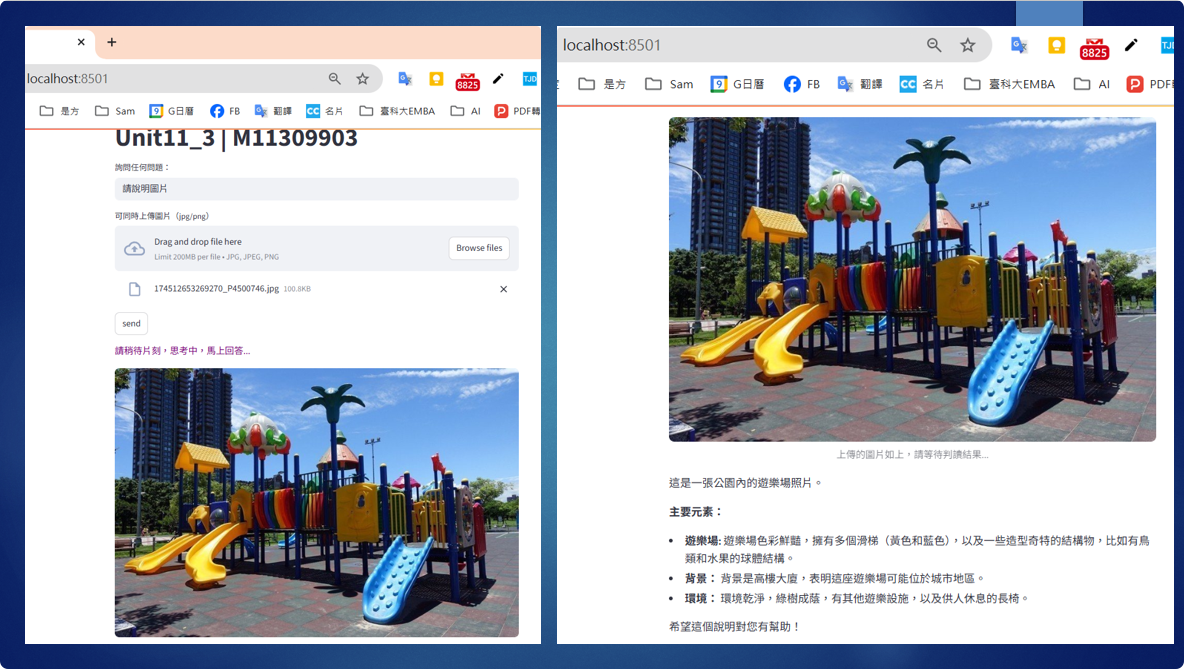 localhost:8501
8825
TJD
是方
Sam
9
G日曆
FB
翻譯
CC
名片
臺科大EMBA
AI
PDF轉
Unit11_3 | M11309903
詢問任何問題：
請說明圖片
可同時上傳圖片（jpg/png）
Drag and drop file here
Limit 200MB per file • JPG, JPEG, PNG
Browse files
174512653269270_P4500746.jpg 100.8KB
send
請稍待片刻，思考中，馬上回答...
localhost:8501
8825
TJD
是方
Sam
9
G日曆
FB
翻譯
CC
名片
臺科大EMBA
AI
PDF
上傳的圖片如上，請等待判讀結果...
這是一張公園內的遊樂場照片。
主要元素：
• 遊樂場: 遊樂場色彩鮮豔，擁有多個滑梯（黃色和藍色），以及一些造型奇特的結構物，比如有鳥
類和水果的球體結構。
• 背景： 背景是高樓大廈，表明這座遊樂場可能位於城市地區。
• 環境： 環境乾淨，綠樹成蔭，有其他遊樂設施，以及供人休息的長椅。
希望這個說明對您有幫助！